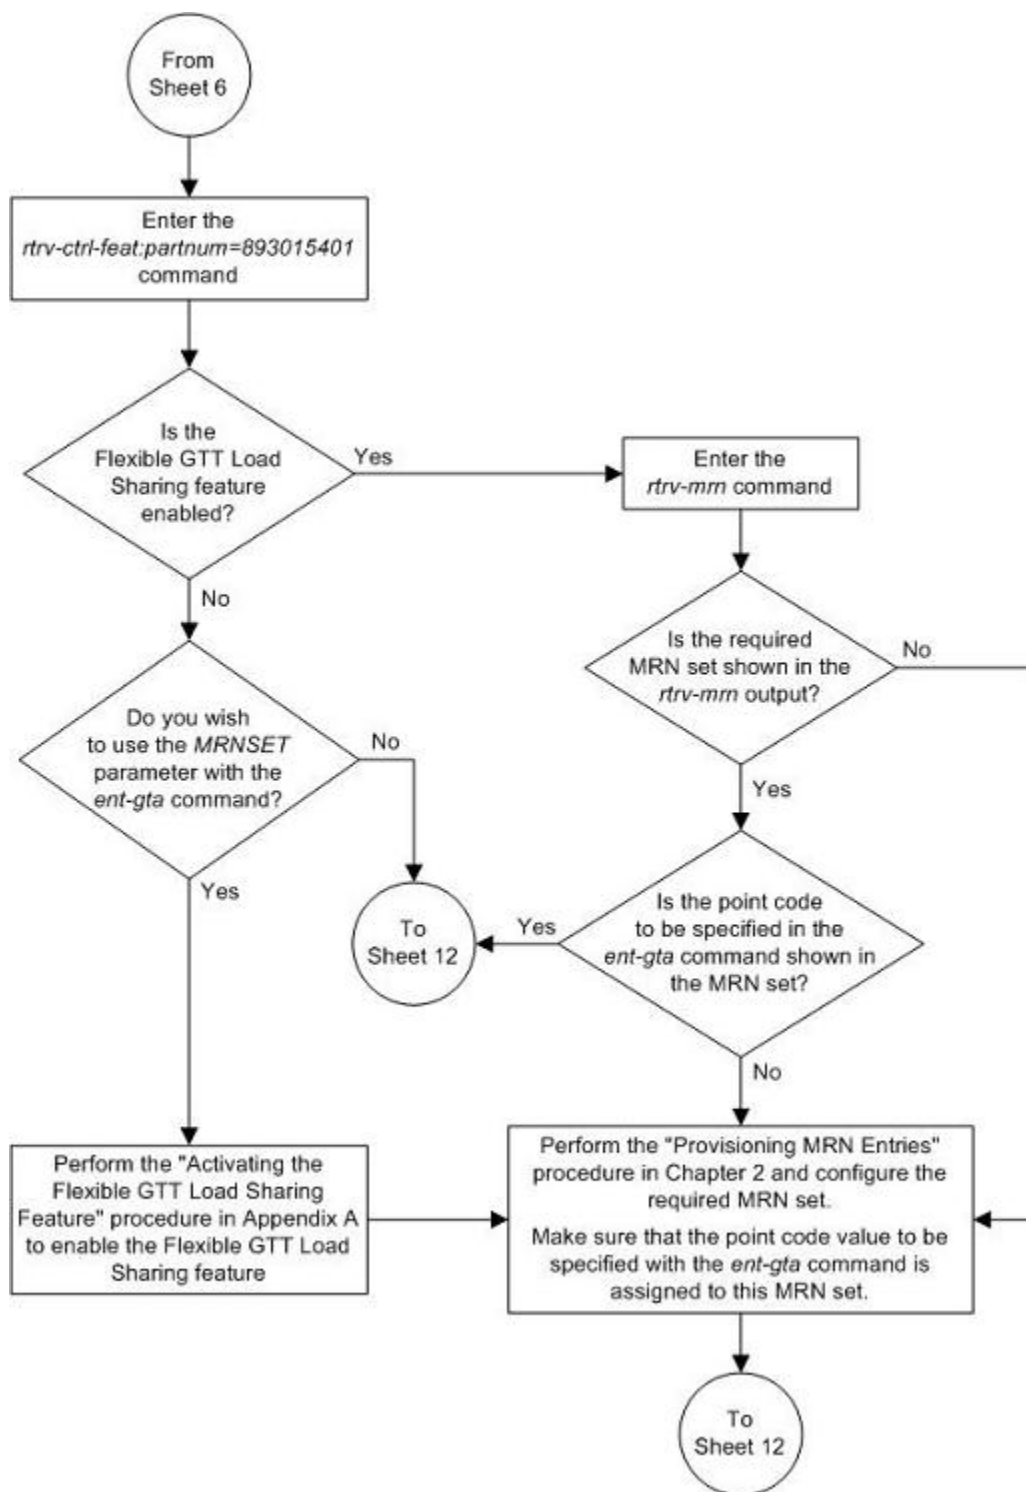 From
Sheet 6
Enter the
rtrv-ctrl-feat:partnum=893015401
command
Is the
Flexible GTT Load
Sharing feature
enabled?
Yes
No
Enter the
rtrv-mrn command
Is the required
MRN set shown in the
rtrv-mrn output?
No
Yes
Do you wish
to use the MRNSET
parameter with the
ent-gta command?
No
Yes
To
Sheet 12
Is the point code
to be specified in the
ent-gta command shown in
the MRN set?
Yes
No
Perform the "Activating the
Flexible GTT Load Sharing
Feature" procedure in Appendix A
to enable the Flexible GTT Load
Sharing feature
Perform the "Provisioning MRN Entries"
procedure in Chapter 2 and configure the
required MRN set.
Make sure that the point code value to be
specified with the ent-gta command is
assigned to this MRN set.
To
Sheet 12